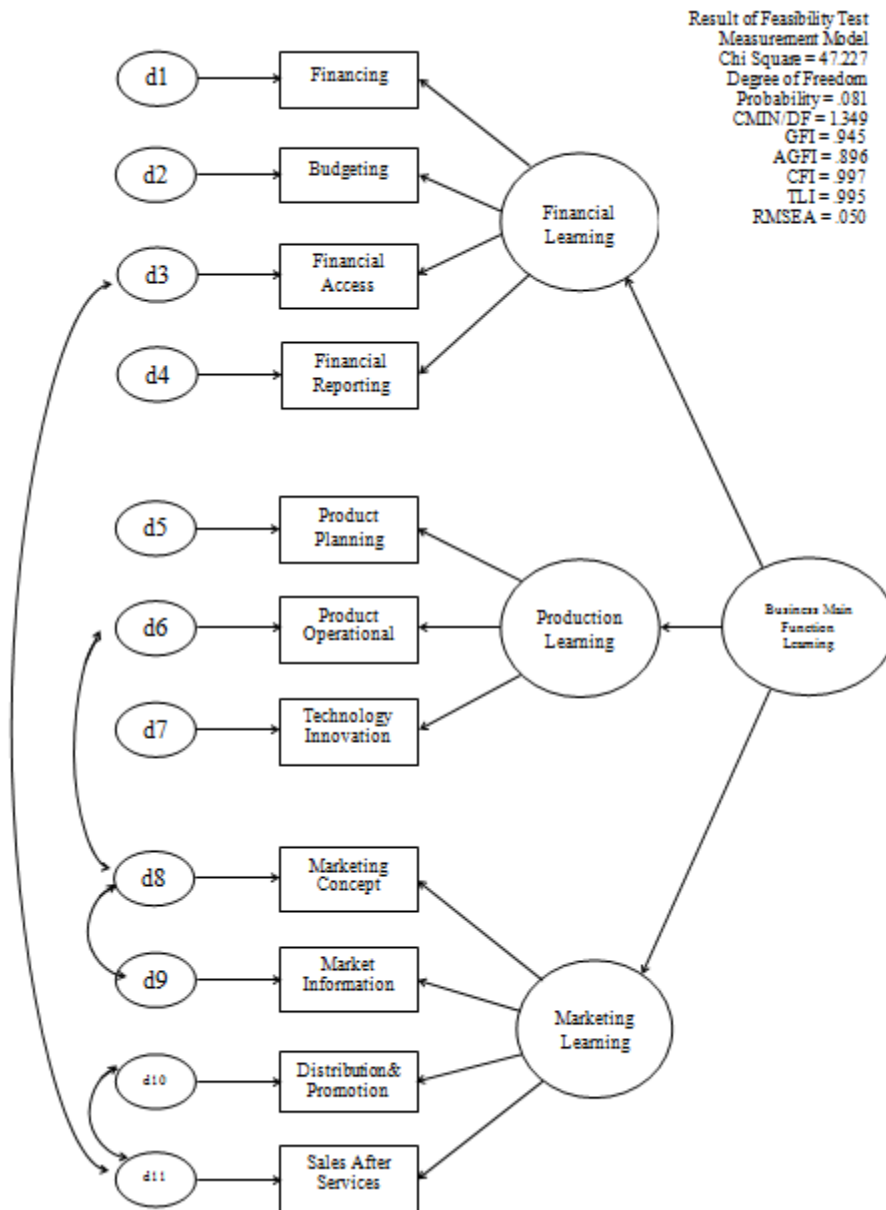 Result of Feasibility Test
Measurement Model
Chi Square = 47.227
Degree of Freedom
Probability = .081
CMIN/DF = 1.349
GFI = .945
AGFI = .896
CFI = .997
TLI = .995
RMSEA = .050
d1
Financing
d2
Budgeting
Financial
Learning
d3
Financial
Access
d4
Financial
Reporting
d5
Product
Planning
d6
Product
Operational
Production
Learning
Business Main
Function
Learning
d7
Technology
Innovation
d8
Marketing
Concept
d9
Market
Information
Marketing
Learning
d10
Distribution&
Promotion
d11
Sales After
Services